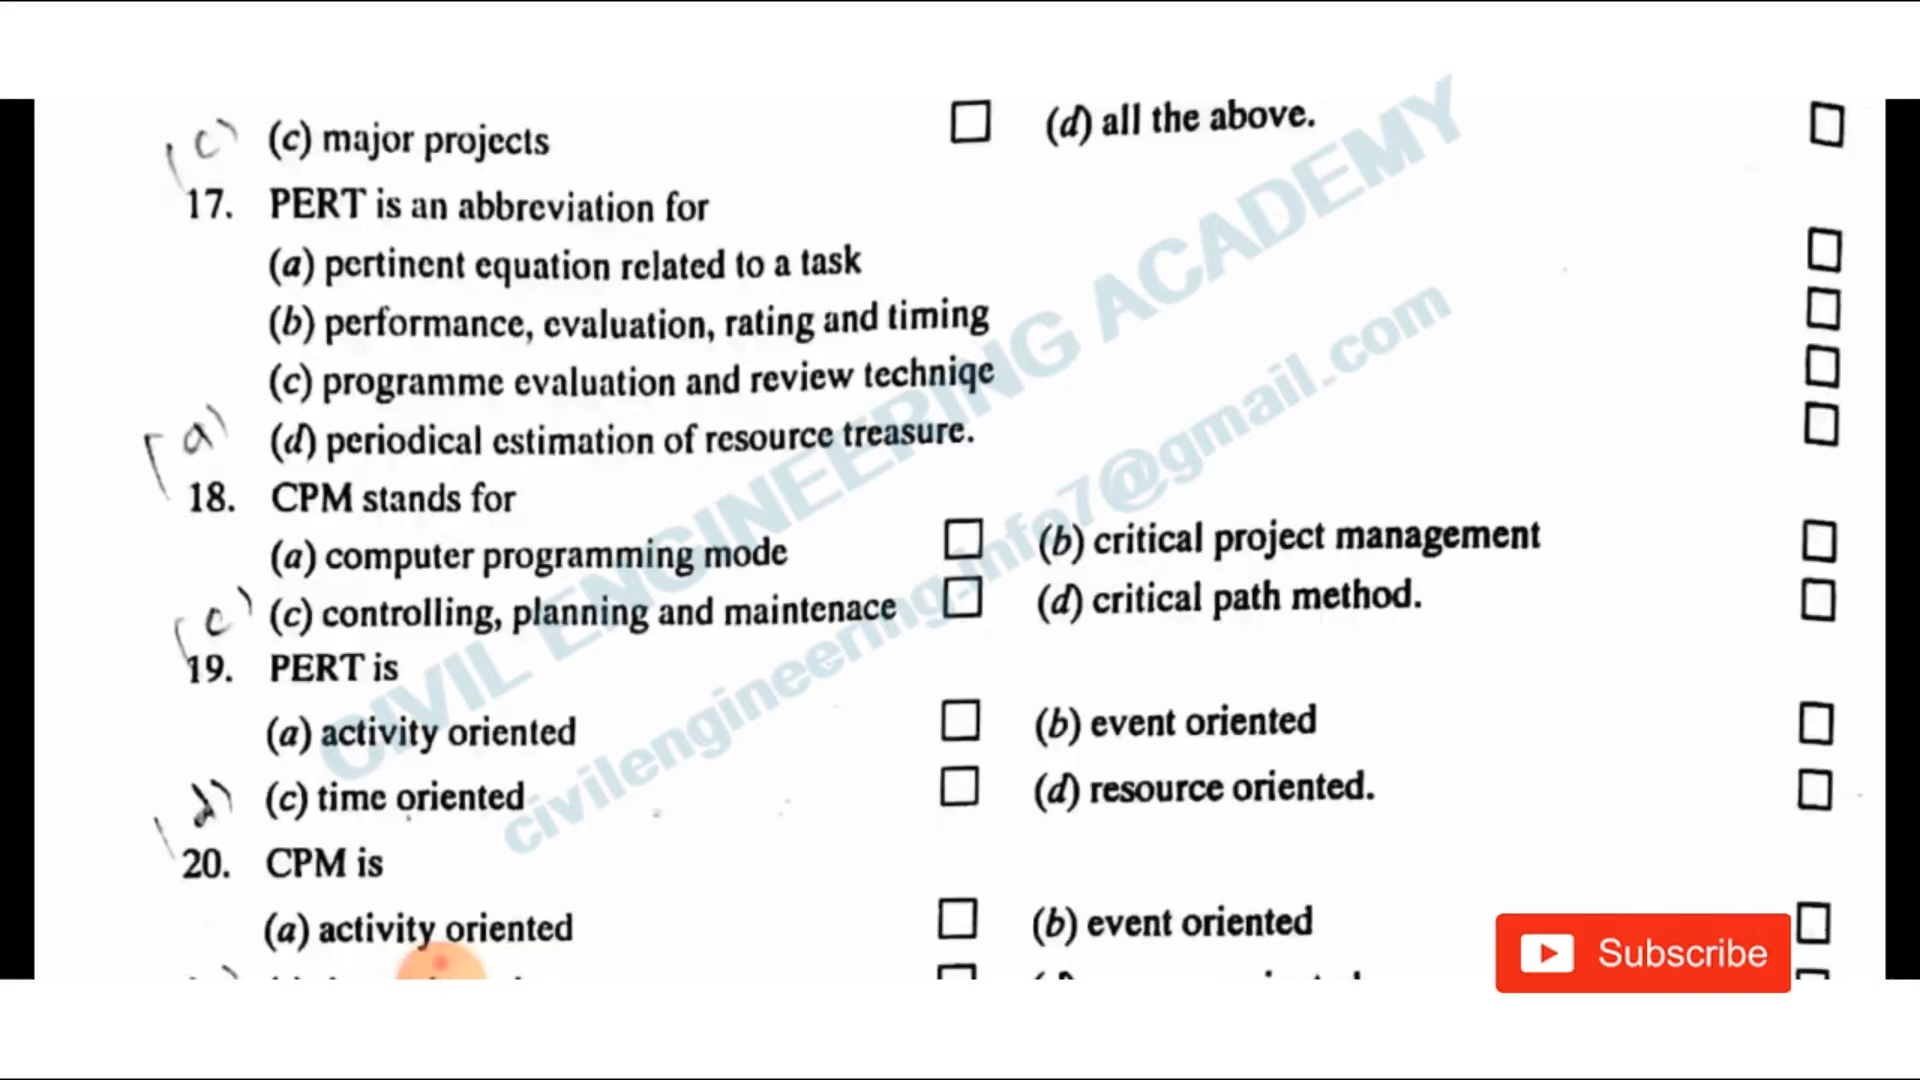 (c) (c) major projects (d) all the above.
17. PERT is an abbreviation for
(a) pertinent equation related to a task
(b) performance, evaluation, rating and timing
(c) programme evaluation and review techniqe
(a) (d) periodical estimation of resource treasure.
18. CPM stands for
(a) computer programming mode (b) critical project management
(c) (c) controlling, planning and maintenace (d) critical path method.
19. PERT is
(a) activity oriented (b) event oriented
(d) (c) time oriented (d) resource oriented.
20. CPM is
(a) activity oriented (b) event oriented
CIVIL ENGINEERING ACADEMY
civilengineering.info7@gmail.com
Subscribe